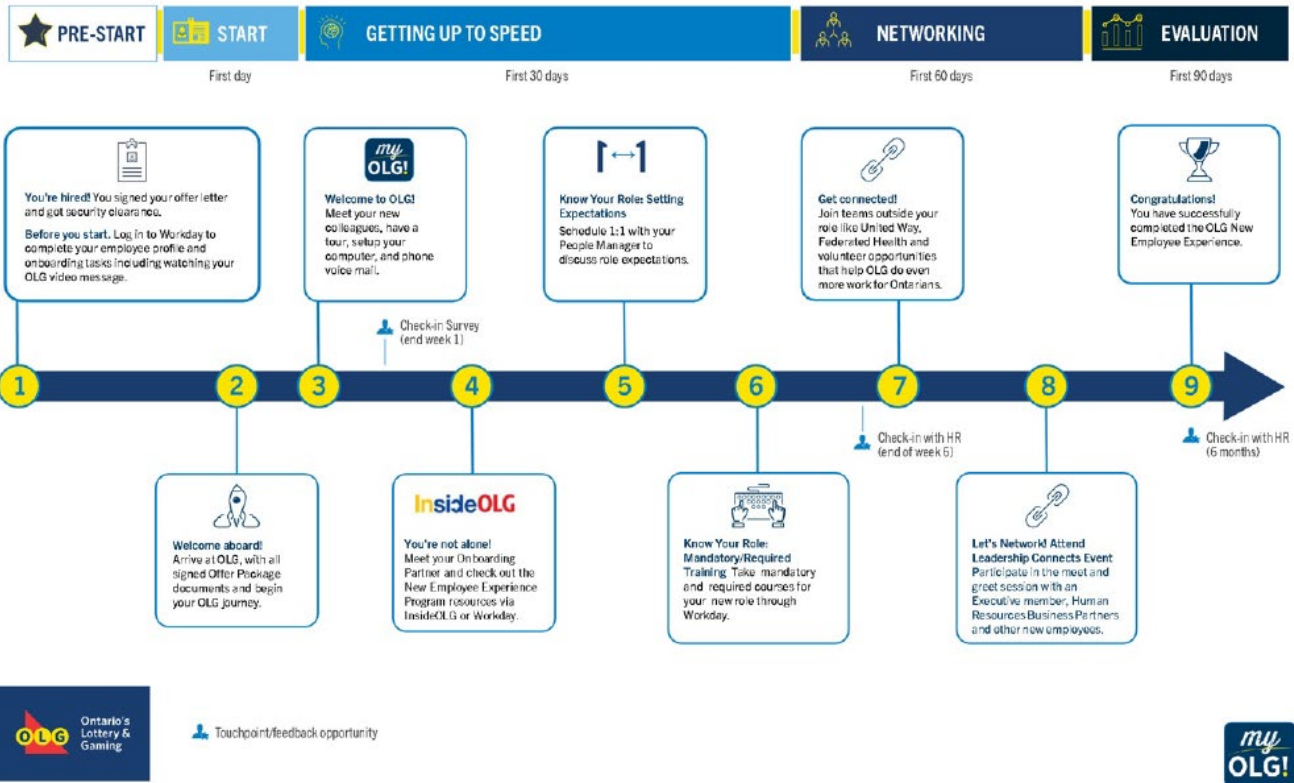 PRE-START
START
GETTING UP TO SPEED
NETWORKING
EVALUATION
First day
First 30 days
First 60 days
First 90 days
You're hired! You signed your offer letter
and got security clearance.
Before you start. Log in to Workday to
complete your employee profile and
onboarding tasks including watching your
OLG video message.
my
OLG!
Welcome to OLG!
Meet your new
colleagues, have a
tour, setup your
computer, and phone
voice mail.
1↔1
Know Your Role: Setting
Expectations
Schedule 1:1 with your
People Manager to
discuss role expectations.
Get connected!
Join teams outside your
role like United Way,
Federated Health and
volunteer opportunities
that help OLG do even
more work for Ontarians.
Congratulations!
You have successfully
completed the OLG New
Employee Experience.
Check-in Survey
(end week 1)
1
2
3
4
5
6
7
8
9
Check-in with HR
(end of week 6)
Check-in with HR
(6 months)
Welcome aboard!
Arrive at OLG, with all
signed Offer Package
documents and begin
your OLG journey.
InsideOLG
You're not alone!
Meet your Onboarding
Partner and check out the
New Employee Experience
Program resources via
InsideOLG or Workday.
Know Your Role:
Mandatory/Required
Training Take mandatory
and required courses for
your new role through
Workday.
Let's Network! Attend
Leadership Connects Event
Participate in the meet and
greet session with an
Executive member, Human
Resources Business Partners
and other new employees.
OLG
Ontario's
Lottery &
Gaming
Touchpoint/feedback opportunity
my
OLG!